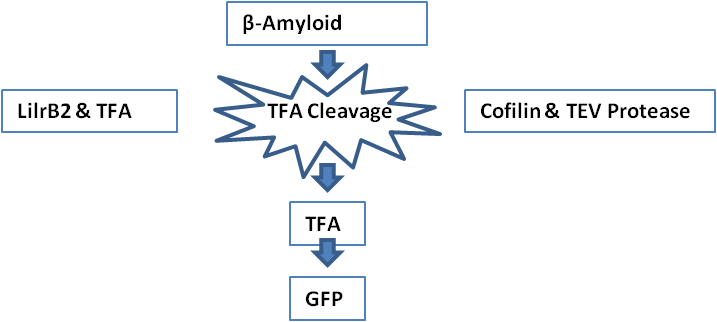 β-Amyloid
LilrB2 & TFA
TFA Cleavage
Cofilin & TEV Protease
TFA
GFP